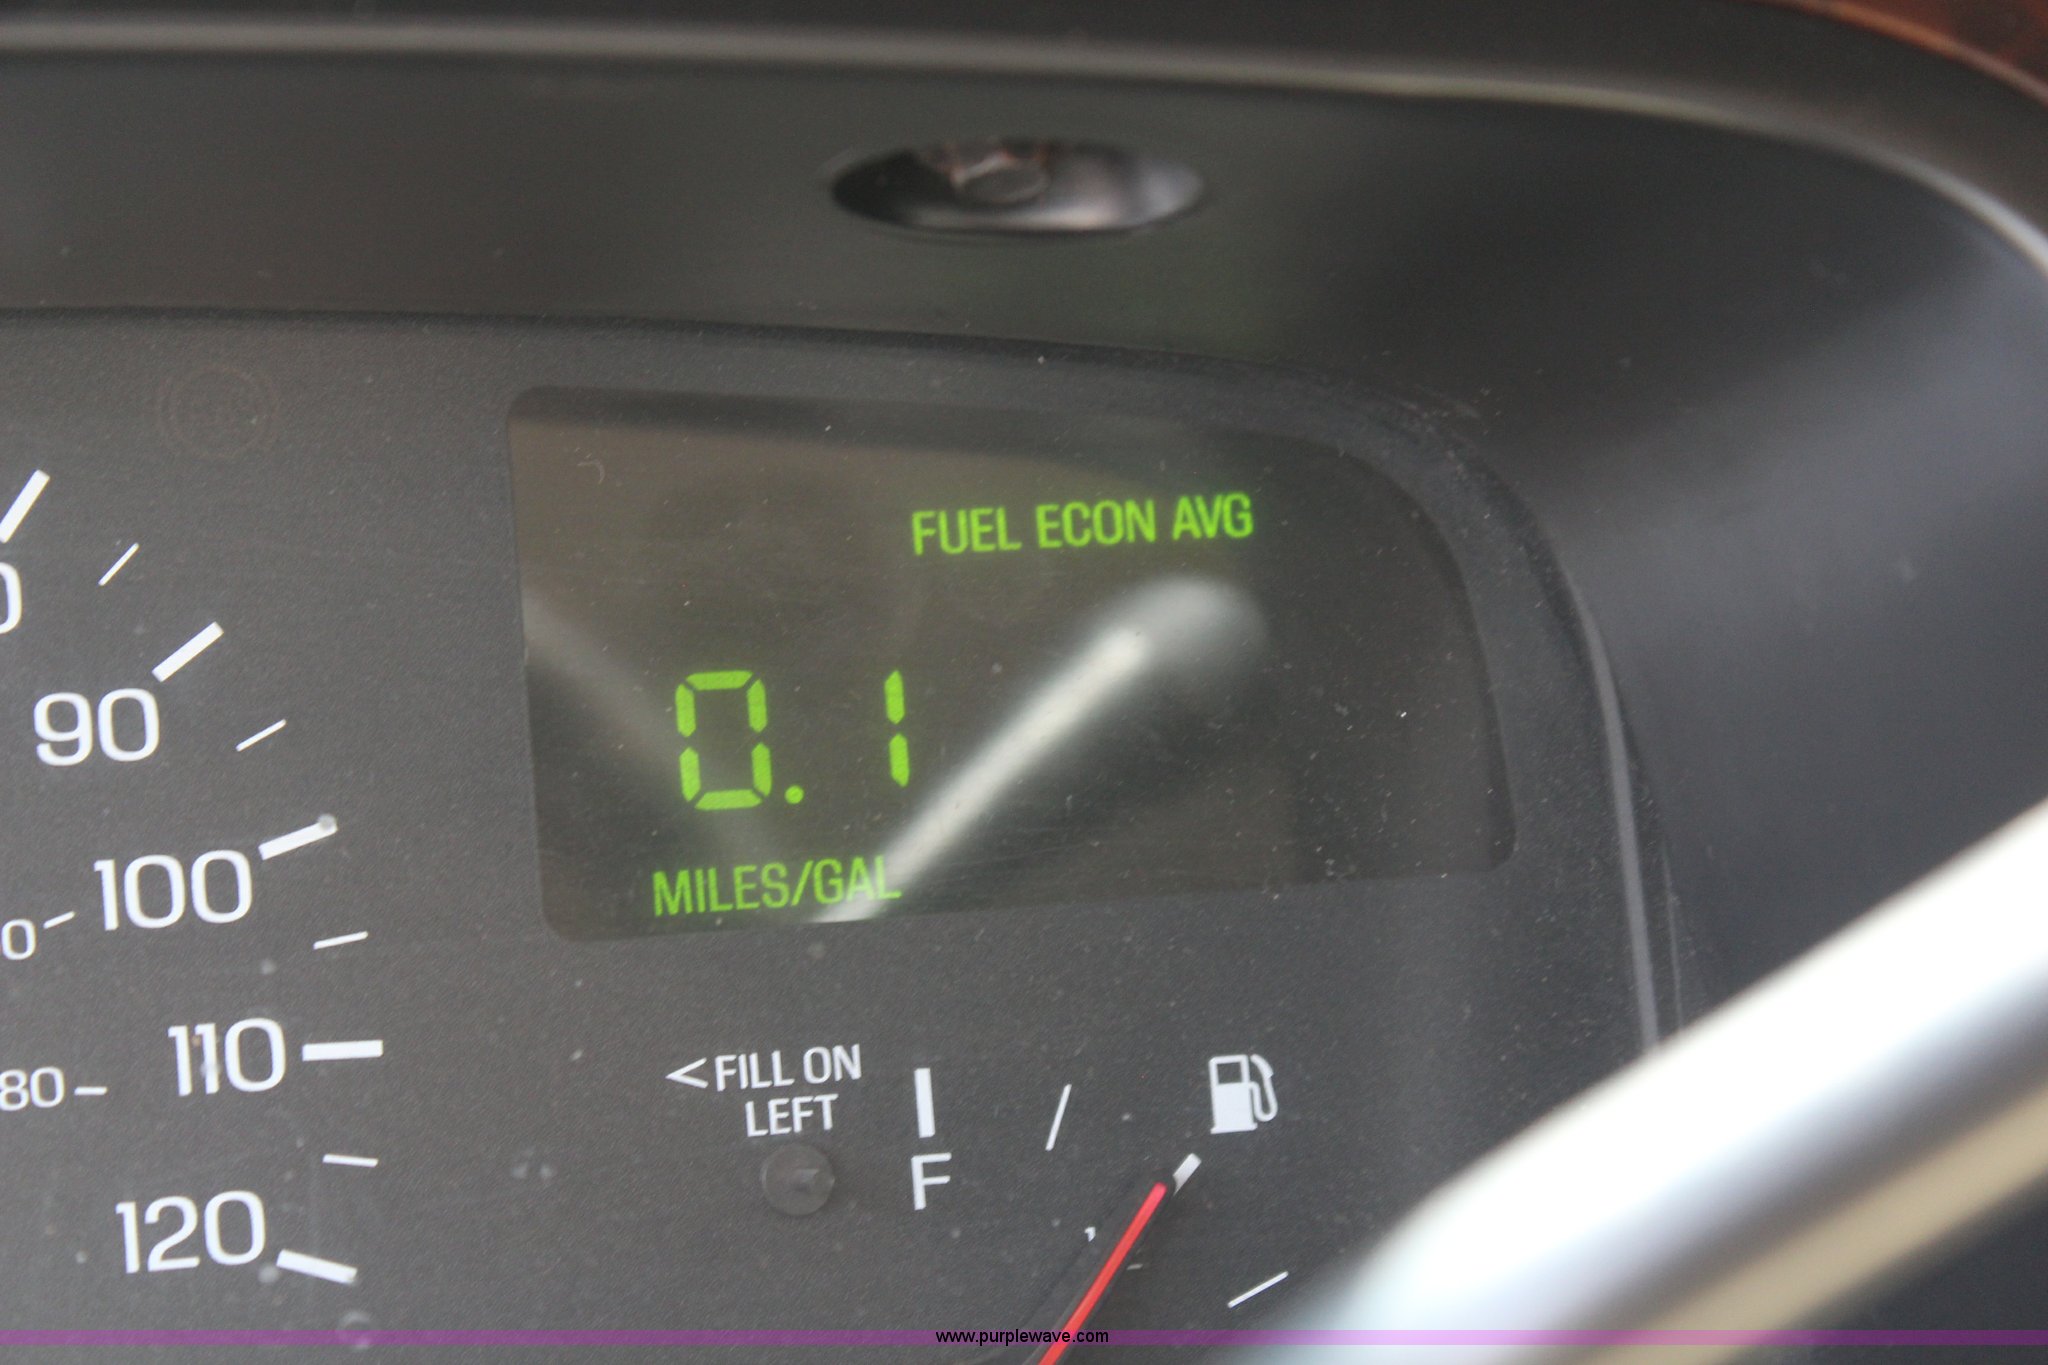 FUEL ECON AVG
0.1
MILES/GAL
90
100
110
80
120
<FILL ON
LEFT
F
www.purplewave.com